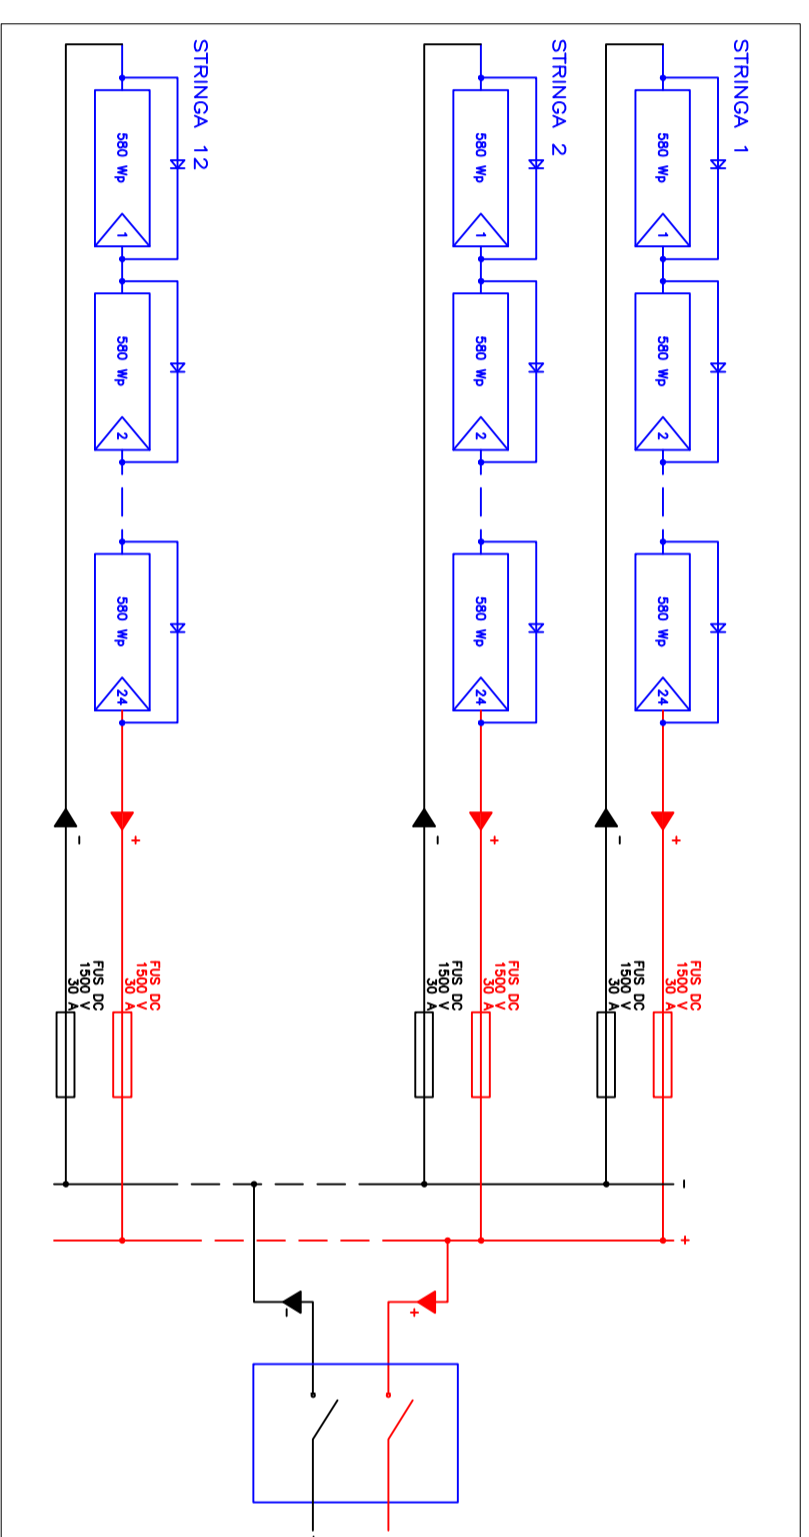 STRINGA 1
580 Wp
1
580 Wp
2
580 Wp
24
+
-
FUS DC
1500 V
30 A
FUS DC
1500 V
30 A
STRINGA 2
580 Wp
1
580 Wp
2
580 Wp
24
+
-
FUS DC
1500 V
30 A
FUS DC
1500 V
30 A
STRINGA 12
580 Wp
1
580 Wp
2
580 Wp
24
+
-
FUS DC
1500 V
30 A
FUS DC
1500 V
30 A
-
+
+
-